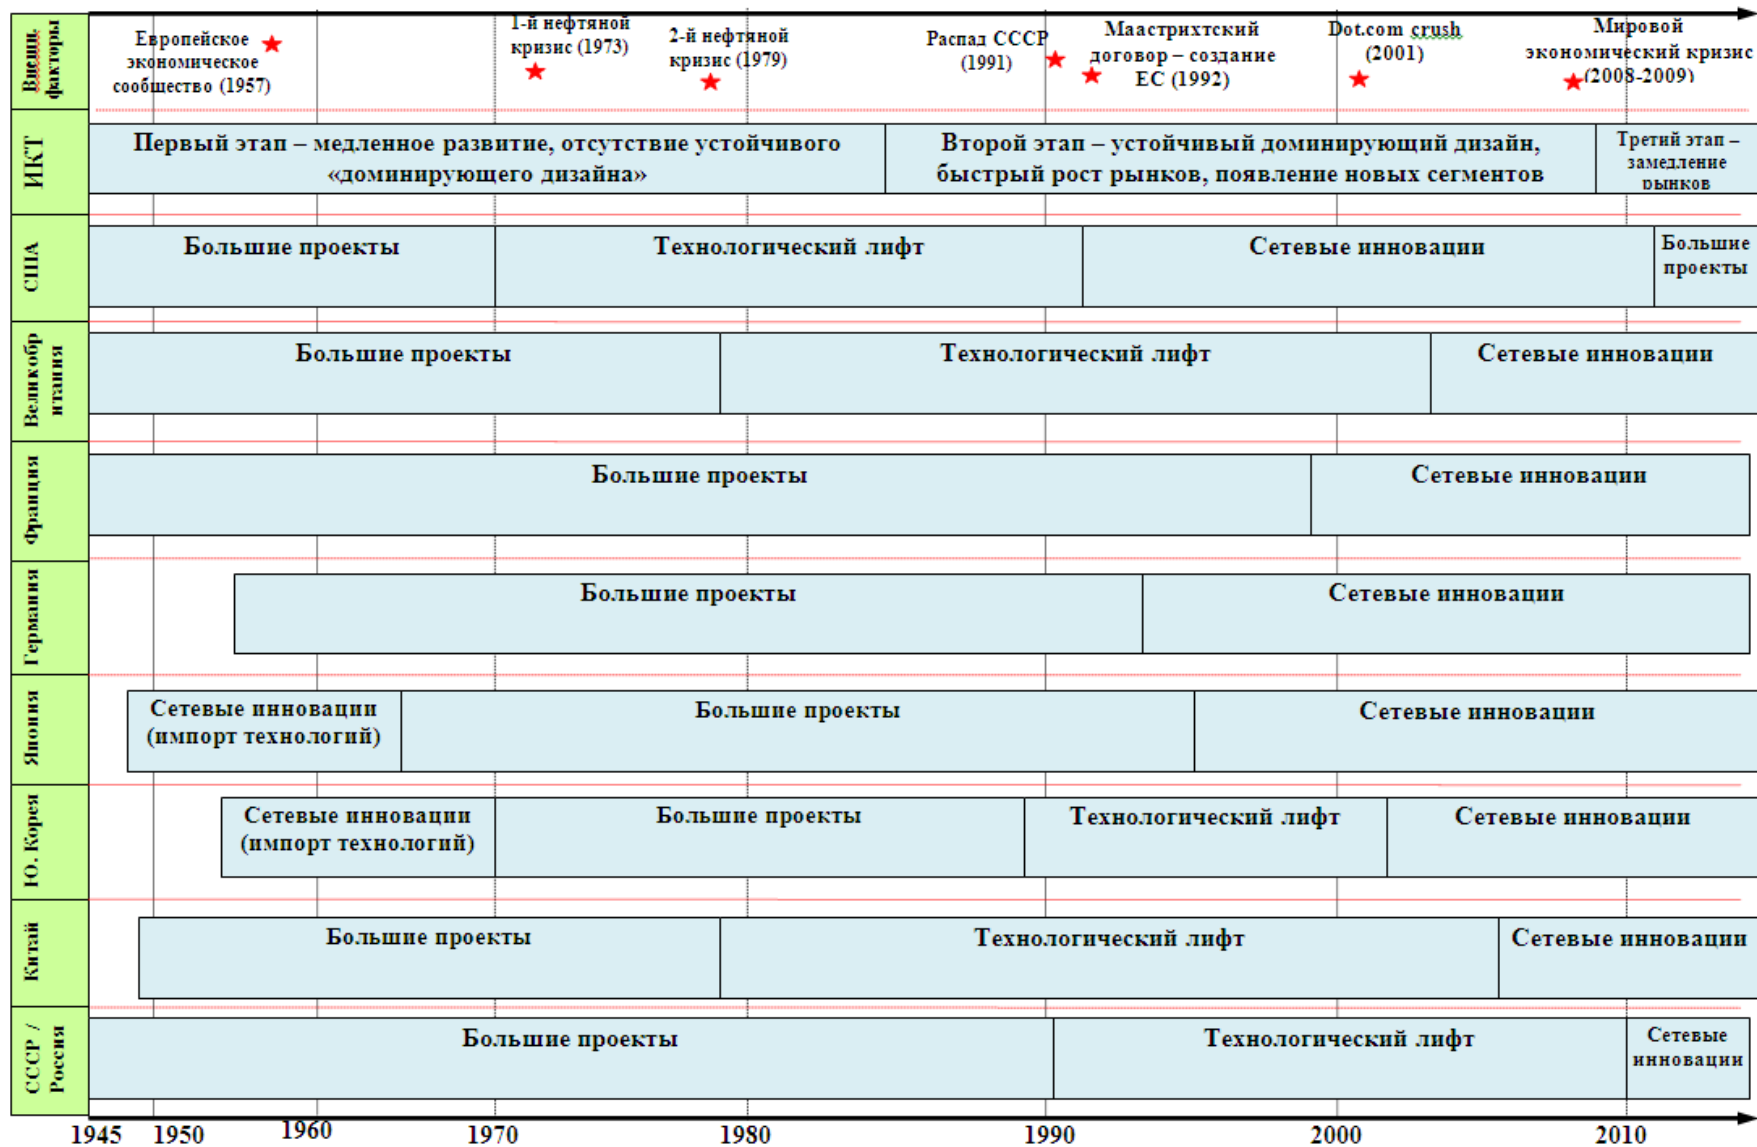 Внешн.
факторы
Европейское
экономическое
сообщество (1957)
1-й нефтяной
кризис (1973)
2-й нефтяной
кризис (1979)
Распад СССР
(1991)
Маастрихтский
договор – создание
ЕС (1992)
Dot.com crush
(2001)
Мировой
экономический кризис
(2008-2009)
ИКТ
Первый этап – медленное развитие, отсутствие устойчивого
«доминирующего дизайна»
Второй этап – устойчивый доминирующий дизайн,
быстрый рост рынков, появление новых сегментов
Третий этап –
замедление
рынков
США
Большие проекты
Технологический лифт
Сетевые инновации
Большие
проекты
Великобр
итания
Большие проекты
Технологический лифт
Сетевые инновации
Франция
Большие проекты
Сетевые инновации
Германия
Большие проекты
Сетевые инновации
Япония
Сетевые инновации
(импорт технологий)
Большие проекты
Сетевые инновации
Ю. Корея
Сетевые инновации
(импорт технологий)
Большие проекты
Технологический лифт
Сетевые инновации
Китай
Большие проекты
Технологический лифт
Сетевые инновации
СССР /
Россия
Большие проекты
Технологический лифт
Сетевые
инновации
1945 1950 1960 1970 1980 1990 2000 2010